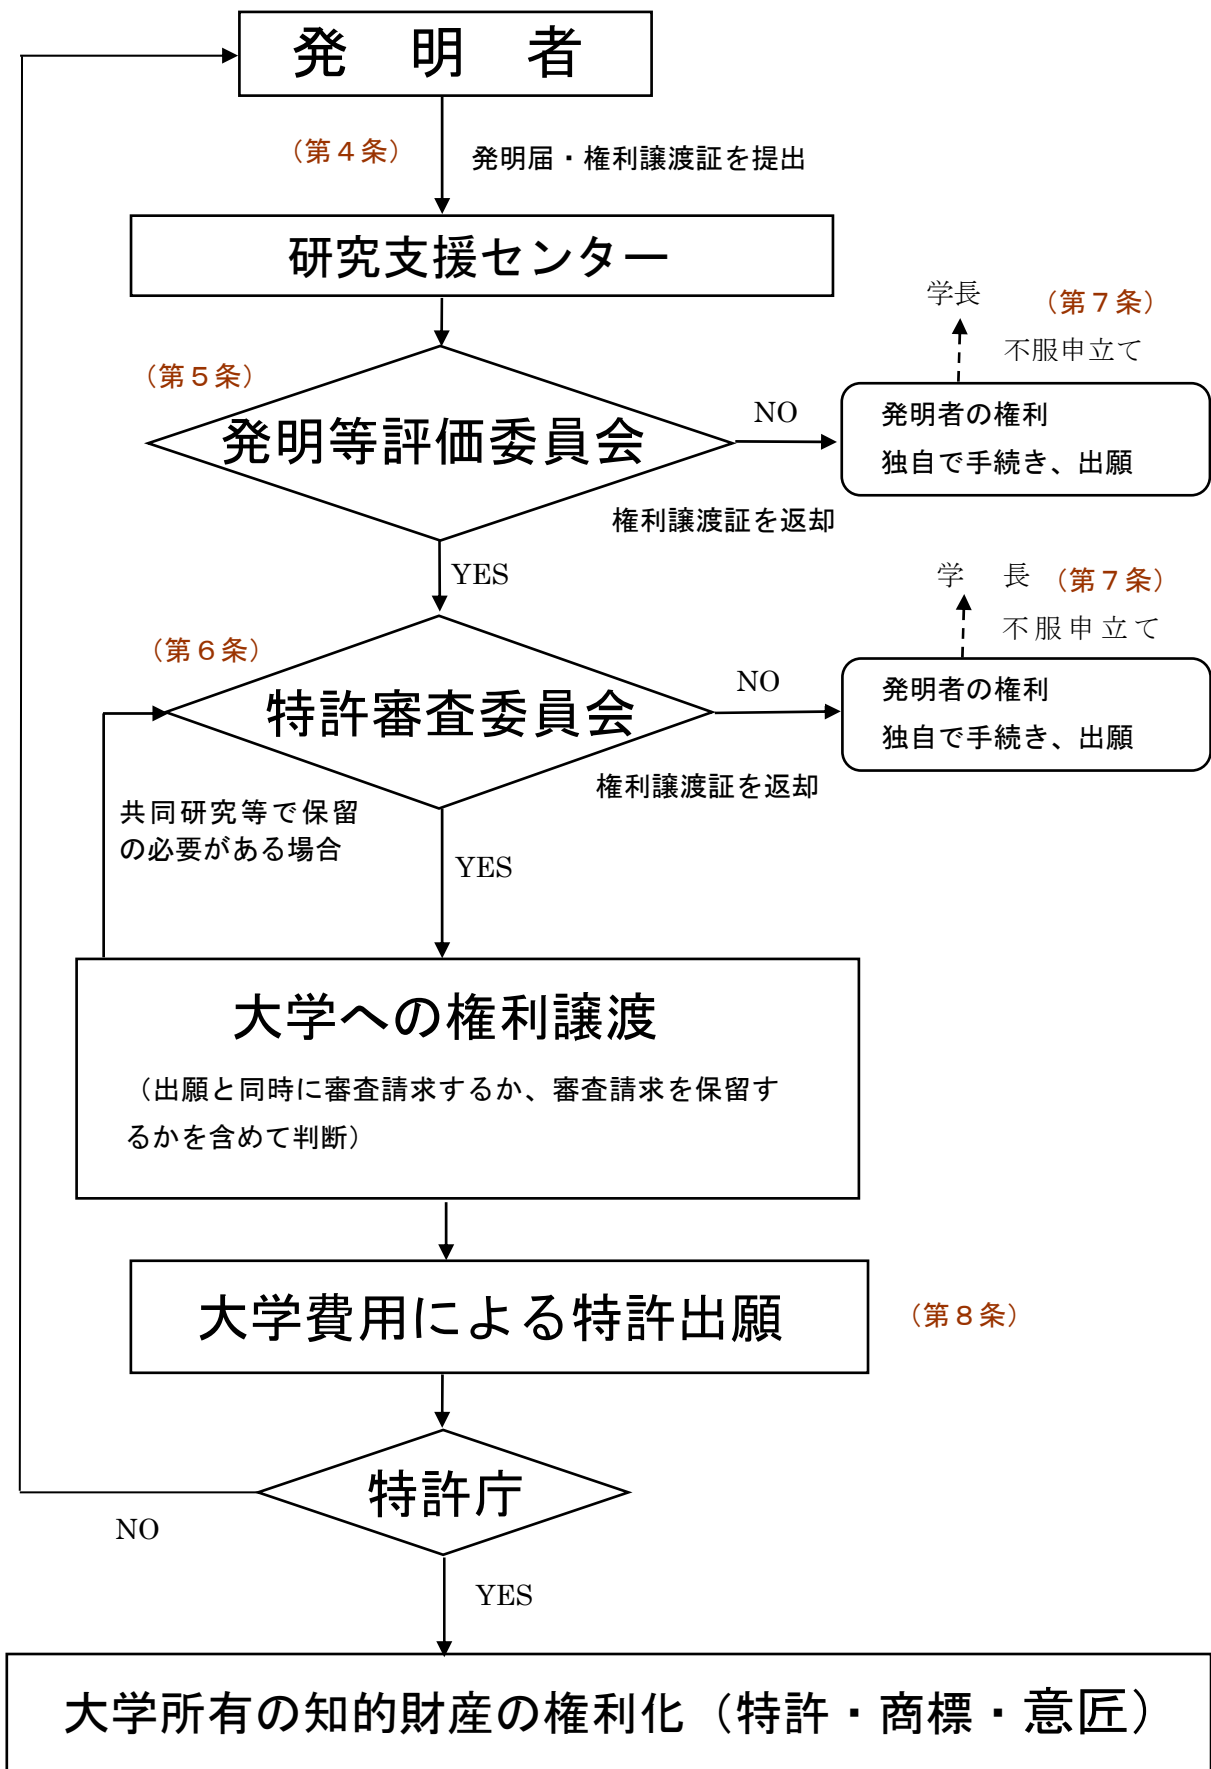 発　明　者
（第４条）
発明届・権利譲渡証を提出
研究支援センター
学長
（第７条）
不服申立て
（第５条）
発明等評価委員会
NO
発明者の権利
独自で手続き、出願
権利譲渡証を返却
YES
学　長
（第７条）
不服申立て
（第６条）
特許審査委員会
NO
発明者の権利
独自で手続き、出願
権利譲渡証を返却
共同研究等で保留
の必要がある場合
YES
大学への権利譲渡
（出願と同時に審査請求するか、審査請求を保留す
るかを含めて判断）
大学費用による特許出願
（第８条）
特許庁
NO
YES
大学所有の知的財産の権利化（特許・商標・意匠）